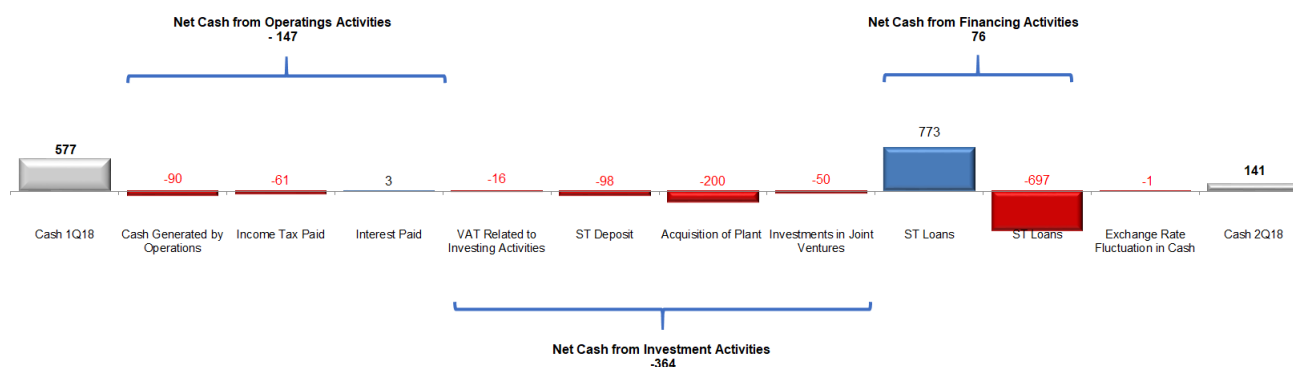 Net Cash from Operatings Activities
- 147
Net Cash from Financing Activities
76
577
-90
-61
3
-16
-98
-200
-50
773
-697
-1
141
Cash 1Q18
Cash Generated by
Operations
Income Tax Paid
Interest Paid
VAT Related to
Investing Activities
ST Deposit
Acquisition of Plant
Investments in Joint
Ventures
ST Loans
ST Loans
Exchange Rate
Fluctuation in Cash
Cash 2Q18
Net Cash from Investment Activities
-364